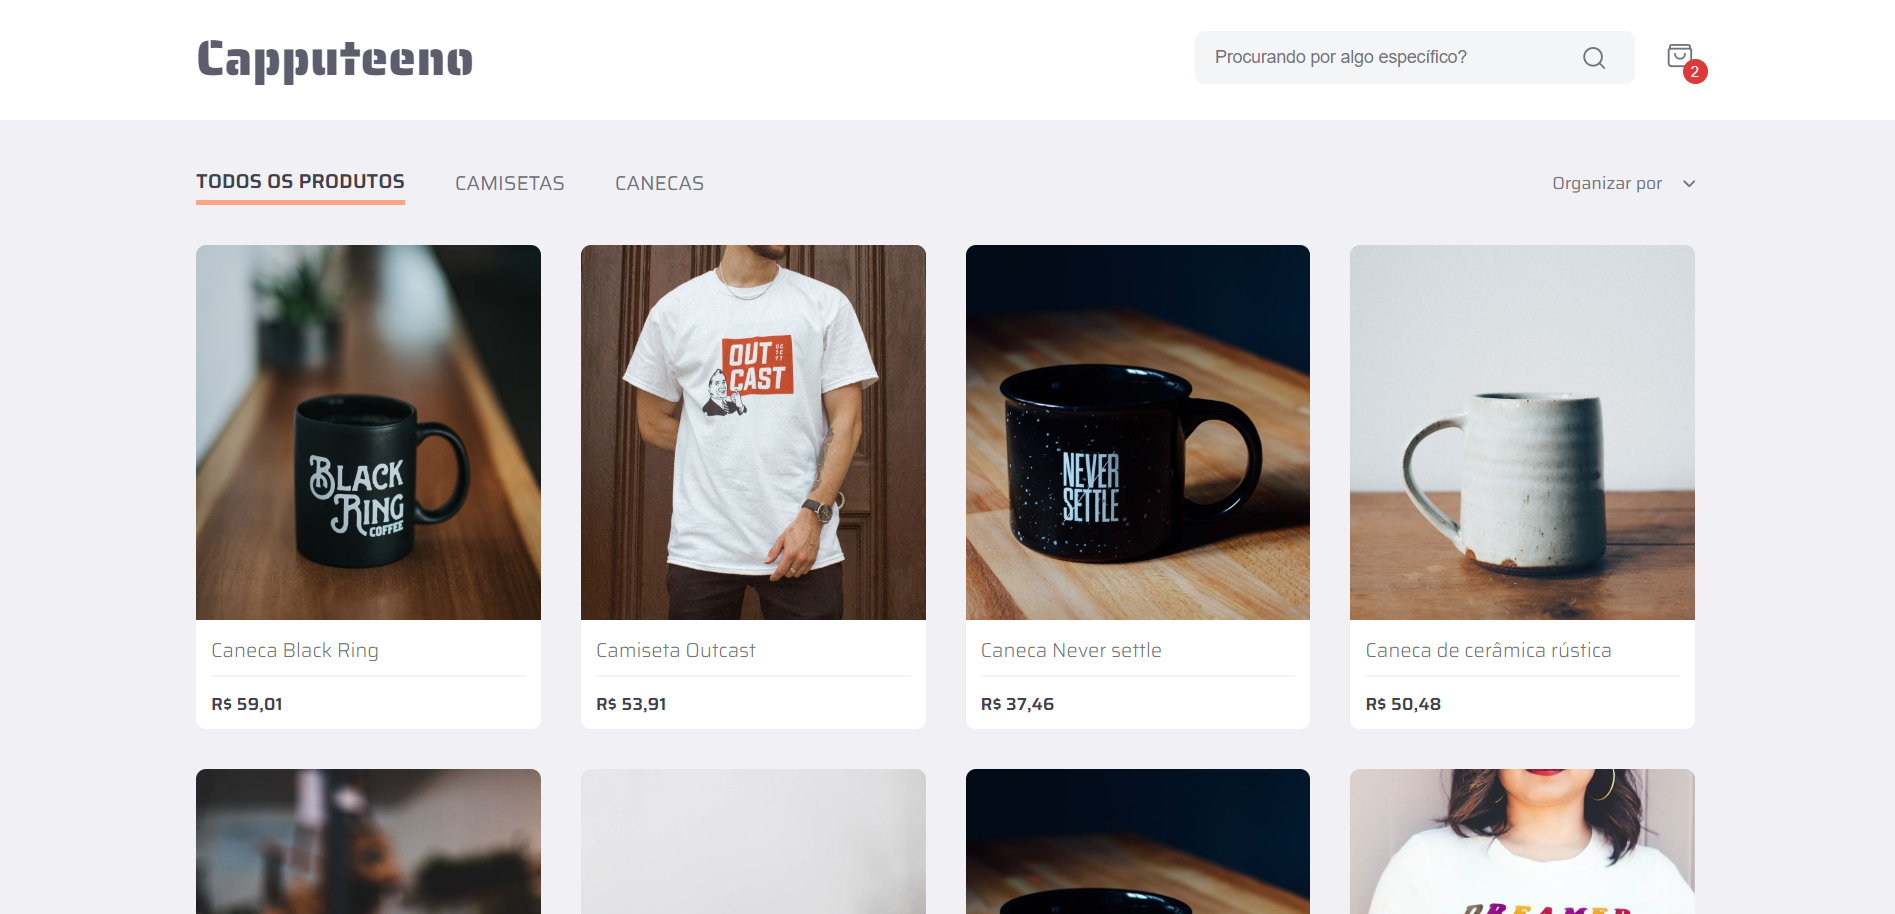 Capputeeno
Procurando por algo específico?
2
TODOS OS PRODUTOS
CAMISETAS
CANECAS
Organizar por
BLACK
RING
COFFEE
OUT
CAST
NEVER
SETTLE
Caneca Black Ring
Camiseta Outcast
Caneca Never settle
Caneca de cerâmica rústica
R$ 59,01
R$ 53,91
R$ 37,46
R$ 50,48
DREAMER